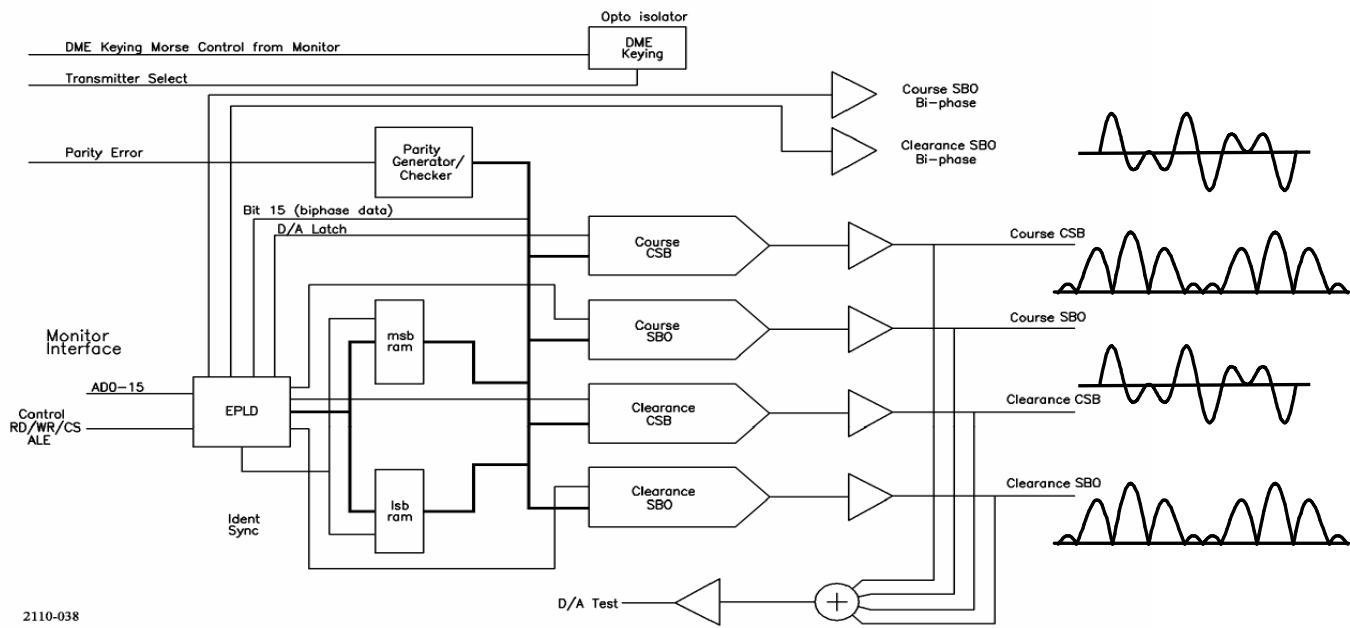 Opto isolator
DME Keying Morse Control from Monitor
DME
Keying
Transmitter Select
Course SBO
Bi-phase
Clearance SBO
Bi-phase
Parity Error
Parity
Generator/
Checker
Bit 15 (biphase data)
D/A Latch
Course
CSB
Course CSB
Course
SBO
Course SBO
Monitor
Interface
msb
ram
AD0-15
EPLD
Control
RD/WR/CS
ALE
Clearance
CSB
Clearance CSB
lsb
ram
Clearance
SBO
Clearance SBO
Ident
Sync
D/A Test
+
2110-038